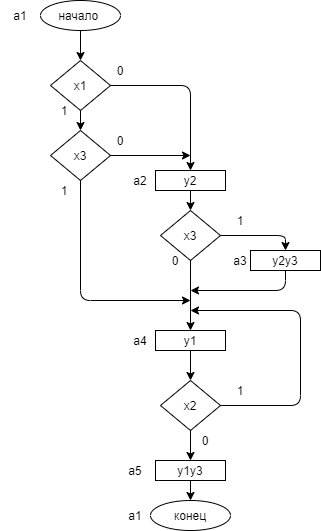 a1 начало
0
x1
1
0
x3
1
a2 y2
1
x3
0
a3 y2y3
a4 y1
1
x2
0
a5 y1y3
a1 конец